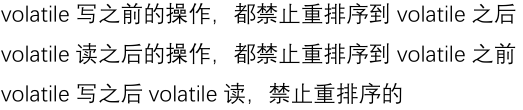 volatile 写之前的操作，都禁止重排序到 volatile 之后
volatile 读之后的操作，都禁止重排序到 volatile 之前
volatile 写之后 volatile 读，禁止重排序的